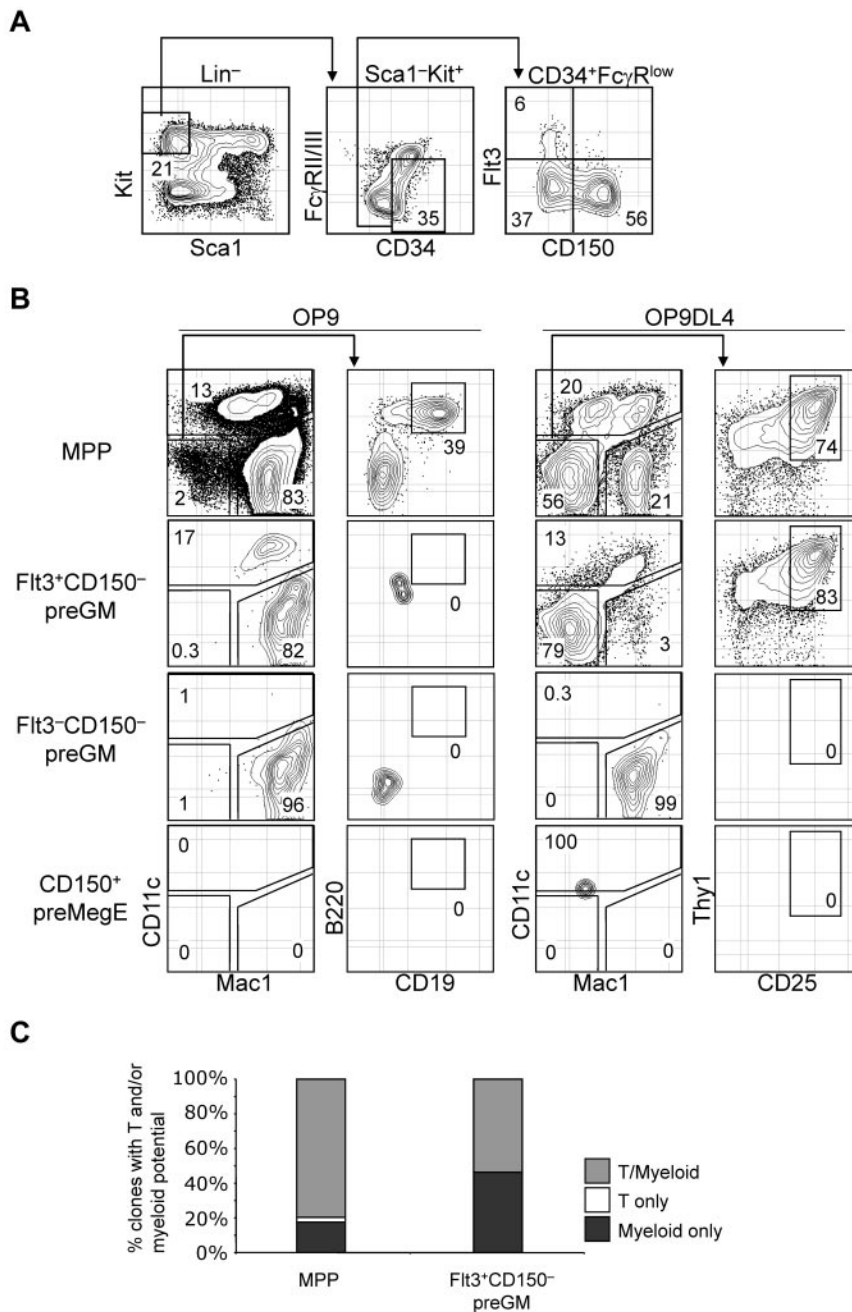 A
Lin–
Sca1–Kit+
CD34+FcγRlow
Kit
21
Sca1
FcγRII/III
35
CD34
Flt3
6
37
56
CD150
B
OP9
OP9DL4
MPP
13
2
83
39
20
56
21
74
Flt3+CD150–
preGM
17
0.3
82
0
13
79
3
83
Flt3–CD150–
preGM
1
1
96
0
0.3
0
99
0
CD150+
preMegE
CD11c
0
0
0
Mac1
B220
0
CD19
CD11c
100
0
0
Mac1
Thy1
0
CD25
C
% clones with T and/or
myeloid potential
100%
80%
60%
40%
20%
0%
MPP
Flt3+CD150–
preGM
T/Myeloid
T only
Myeloid only